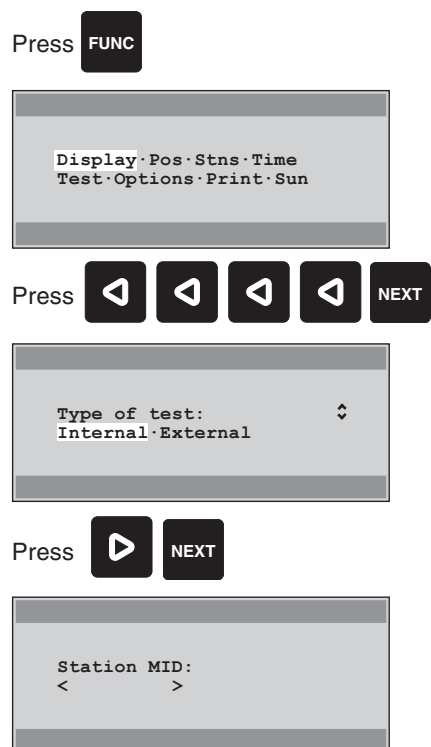 Press FUNC
Display·Pos·Stns·Time
Test·Options·Print·Sun
Press NEXT
Type of test:
Internal·External
Press NEXT
Station MID:
< >